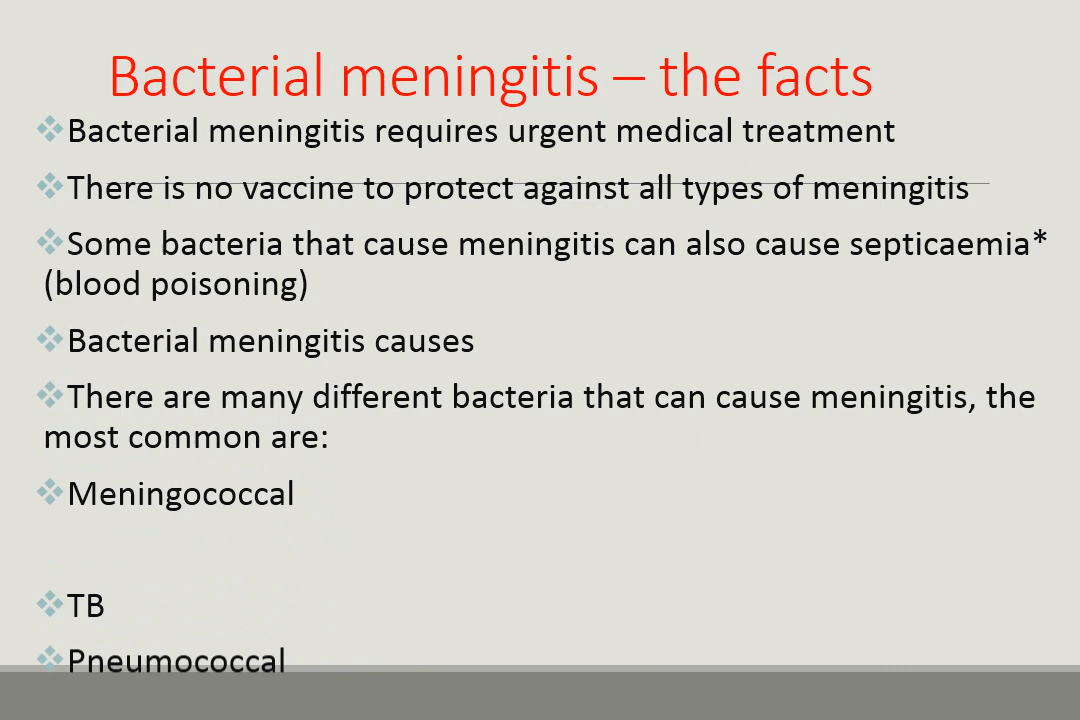 Bacterial meningitis – the facts
❖Bacterial meningitis requires urgent medical treatment
❖There is no vaccine to protect against all types of meningitis
❖Some bacteria that cause meningitis can also cause septicaemia*
(blood poisoning)
❖Bacterial meningitis causes
❖There are many different bacteria that can cause meningitis, the
most common are:
❖Meningococcal
❖TB
❖Pneumococcal